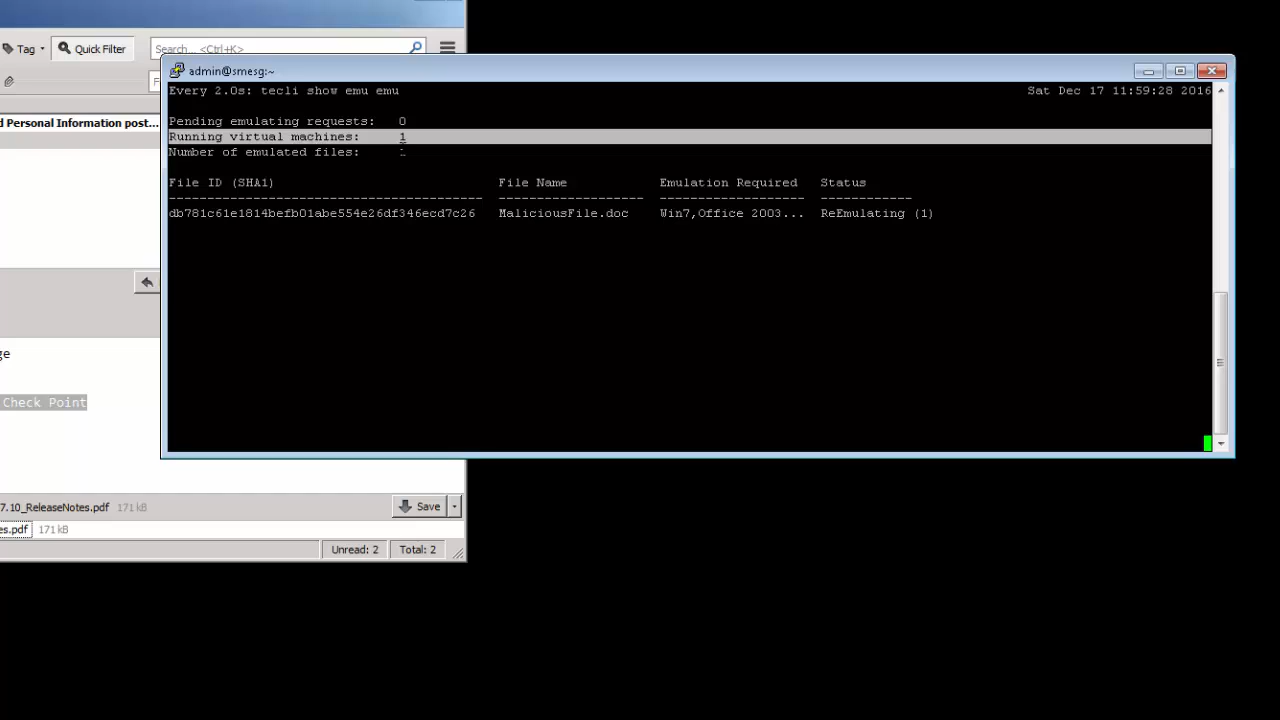 Tag
Quick Filter
Search... <Ctrl+K>
admin@smesg:~
Every 2.0s: tecli show emu emu
Sat Dec 17 11:59:28 2016
d Personal Information post...
Pending emulating requests: 0
Running virtual machines: 1
Number of emulated files: 1
File ID (SHA1) File Name Emulation Required Status
---------------------------------------- ------------------- ------------------- ------------
db781c61e1814befb01abe554e26df346ecd7c26 MaliciousFile.doc Win7,Office 2003... ReEmulating (1)
ge
Check Point
7.10_ReleaseNotes.pdf 171 kB
Save
es.pdf 171 kB
Unread: 2 Total: 2